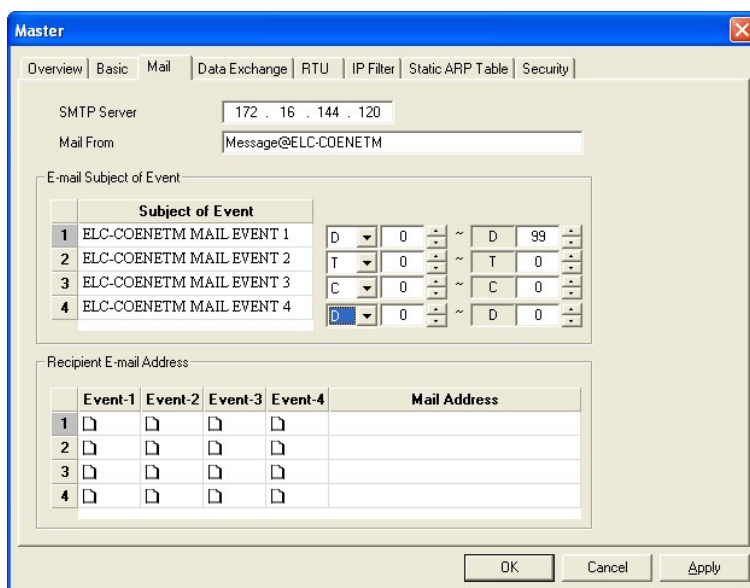 Master
Overview Basic Mail Data Exchange RTU IP Filter Static ARP Table Security
SMTP Server 172 . 16 . 144 . 120
Mail From Message@ELC-COENETM
E-mail Subject of Event
Subject of Event
1 ELC-COENETM MAIL EVENT 1 D 0 ~ D 99
2 ELC-COENETM MAIL EVENT 2 T 0 ~ T 0
3 ELC-COENETM MAIL EVENT 3 C 0 ~ C 0
4 ELC-COENETM MAIL EVENT 4 D 0 ~ D 0
Recipient E-mail Address
Event-1 Event-2 Event-3 Event-4 Mail Address
1
2
3
4
OK Cancel Apply